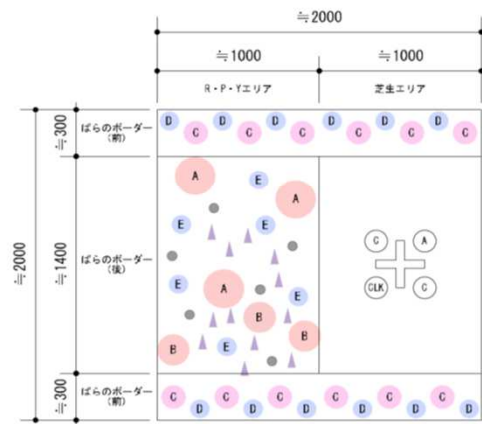 ≒2000
≒1000 ≒1000
R・P・Yエリア 芝生エリア
≒300 ばらのボーダー
(前)
D D D D D D D
C C C C C C
≒2000
≒1400 ばらのボーダー
(後)
A E
A
E E
C A
CLK C
E A E
B
B E B
≒300 ばらのボーダー
(前)
C C C C C C
D D D D D D